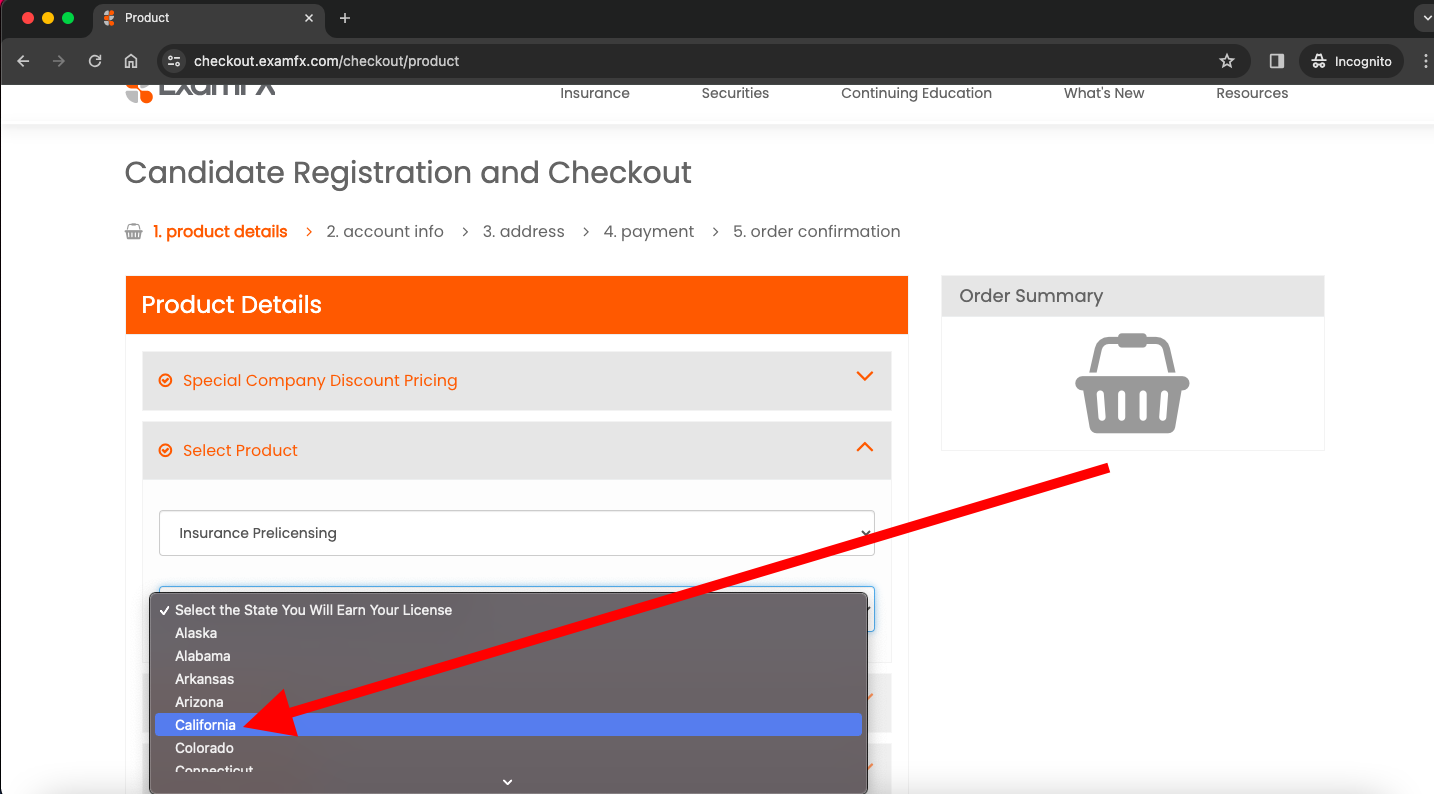 Product
checkout.examfx.com/checkout/product
Incognito
ExamFX
Insurance
Securities
Continuing Education
What's New
Resources
Candidate Registration and Checkout
1. product details > 2. account info > 3. address > 4. payment > 5. order confirmation
Product Details
Special Company Discount Pricing
Select Product
Insurance Prelicensing
✓ Select the State You Will Earn Your License
Alaska
Alabama
Arkansas
Arizona
California
Colorado
Connecticut
Order Summary